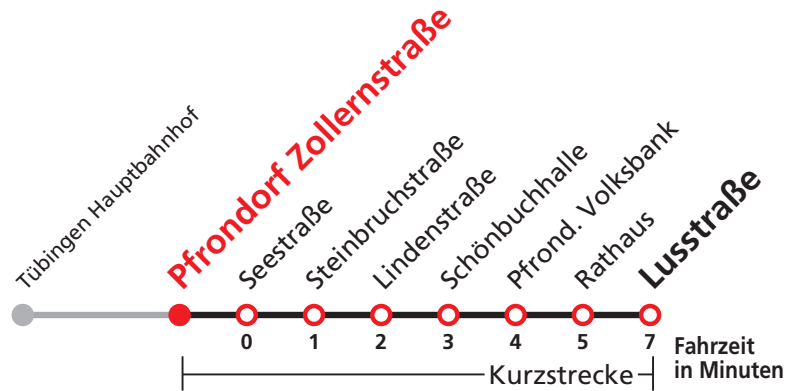 Tübingen Hauptbahnhof
Pfrondorf Zollernstraße
Seestraße
Steinbruchstraße
Lindenstraße
Schönbuchhalle
Pfrond. Volksbank
Rathaus
Lusstraße
0 1 2 3 4 5 7
Fahrzeit
in Minuten
Kurzstrecke